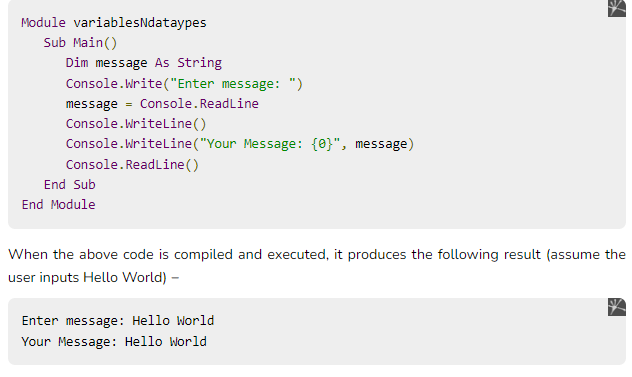 Module variablesNdataypes
Sub Main()
Dim message As String
Console.Write("Enter message: ")
message = Console.ReadLine
Console.WriteLine()
Console.WriteLine("Your Message: {0}", message)
Console.ReadLine()
End Sub
End Module
When the above code is compiled and executed, it produces the following result (assume the
user inputs Hello World) −
Enter message: Hello World
Your Message: Hello World